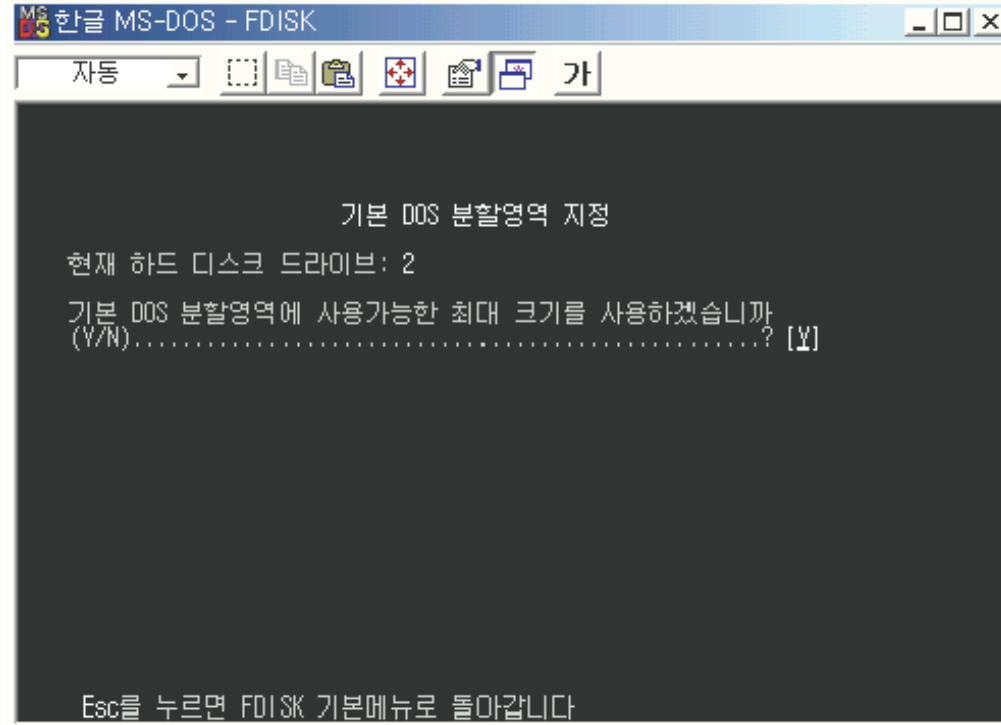 한글 MS-DOS - FDISK
자동
가
기본 DOS 분할영역 지정
현재 하드 디스크 드라이브: 2
기본 DOS 분할영역에 사용가능한 최대 크기를 사용하겠습니까
(Y/N)..................................................? [Y]
Esc를 누르면 FDISK 기본메뉴로 돌아갑니다